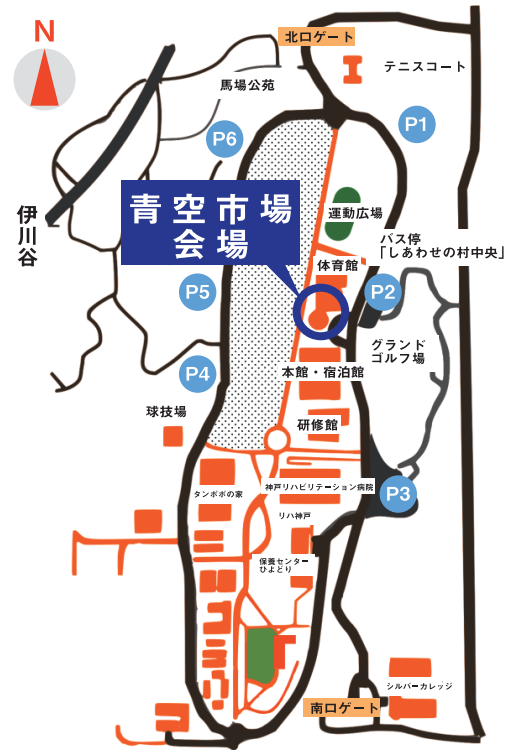 N
北口ゲート
テニスコート
馬場公苑
P1
P6
青空市場
会場
伊川谷
運動広場
バス停
「しあわせの村中央」
体育館
P5
P2
グランド
ゴルフ場
本館・宿泊館
P4
球技場
研修館
神戸リハビリテーション病院
タンポポの家
P3
リハ神戸
保養センター
ひよどり
シルバーカレッジ
南口ゲート